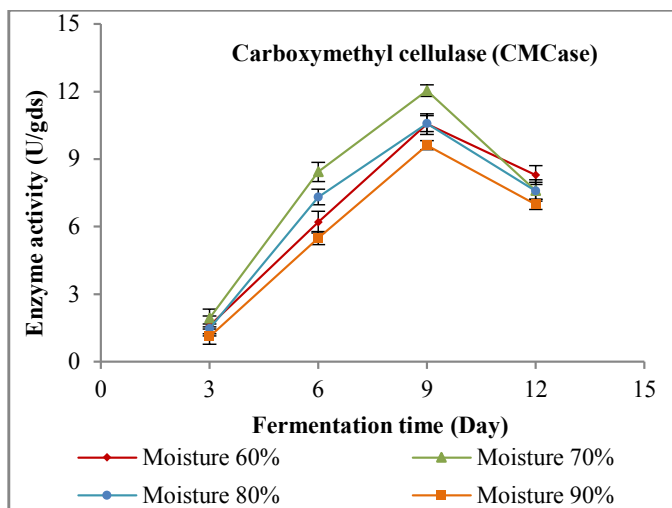 Carboxymethyl cellulase (CMCase)
Enzyme activity (U/gds)
15
12
9
6
3
0
0 3 6 9 12 15
Fermentation time (Day)
Moisture 60% Moisture 70%
Moisture 80% Moisture 90%